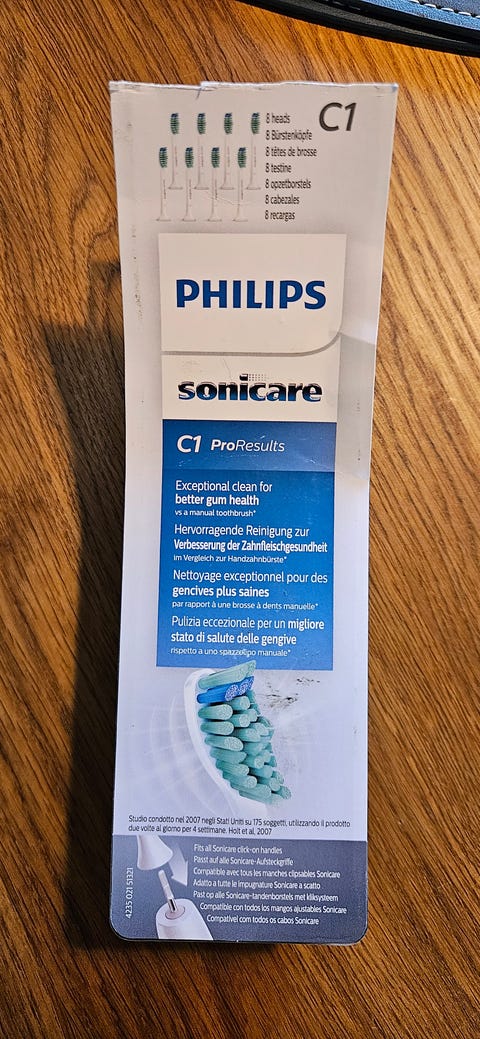 C1
8 heads
8 Bürstenköpfe
8 têtes de brosse
8 testine
8 opzetborstels
8 cabezales
8 recargas
PHILIPS
sonicare
C1 ProResults
Exceptional clean for
better gum health
vs a manual toothbrush*
Hervorragende Reinigung zur
Verbesserung der Zahnfleischgesundheit
im Vergleich zur Handzahnbürste*
Nettoyage exceptionnel pour des
gencives plus saines
par rapport à une brosse à dents manuelle*
Pulizia eccezionale per un migliore
stato di salute delle gengive
rispetto a uno spazzolino manuale*
Studio condotto nel 2007 negli Stati Uniti su 175 soggetti, utilizzando il prodotto
due volte al giorno per 4 settimane. Holt et al, 2007
Fits all Sonicare click-on handles
Passt auf alle Sonicare-Aufsteckgriffe
Compatible avec tous les manches clipsables Sonicare
Adatto a tutte le impugnature Sonicare a scatto
Past op alle Sonicare-tandenborstels met kliksysteem
Compatible con todos los mangos ajustables Sonicare
Compatível com todos os cabos Sonicare
4235 021 51321